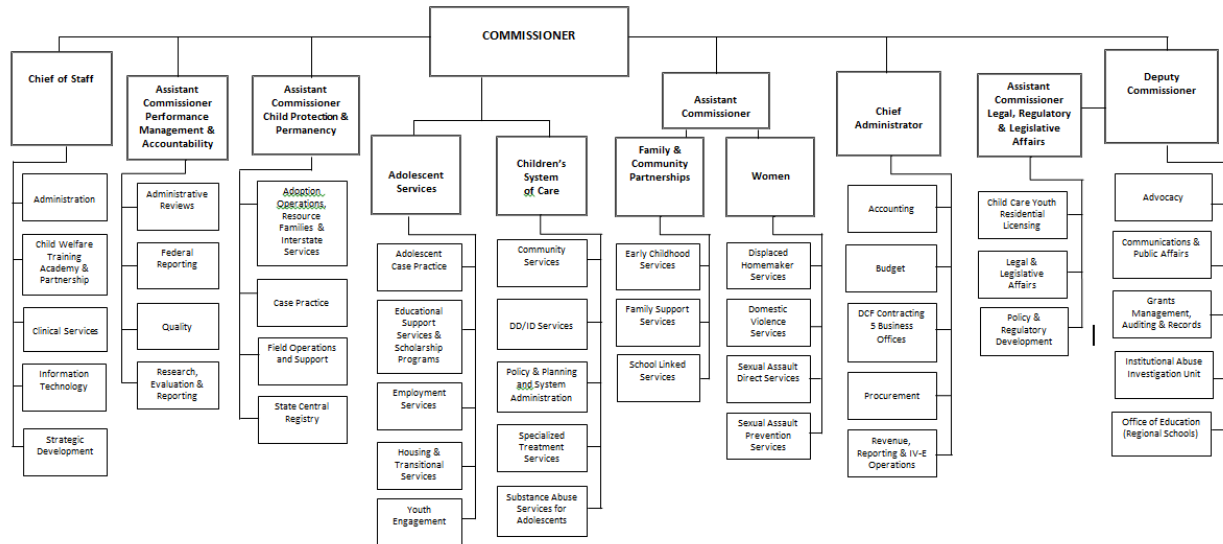 COMMISSIONER
Chief of Staff
Assistant
Commissioner
Performance
Management &
Accountability
Assistant
Commissioner
Child Protection &
Permanency
Adolescent
Services
Children's
System
of Care
Assistant
Commissioner
Family &
Community
Partnerships
Women
Chief
Administrator
Assistant
Commissioner
Legal, Regulatory
& Legislative
Affairs
Deputy
Commissioner
Administration
Child Welfare
Training
Academy &
Partnership
Clinical Services
Information
Technology
Strategic
Development
Administrative
Reviews
Federal
Reporting
Quality
Research,
Evaluation &
Reporting
Adoption
Operations,
Resource
Families &
Interstate
Services
Case Practice
Field Operations
and Support
State Central
Registry
Adolescent
Case Practice
Educational
Support
Services &
Scholarship
Programs
Employment
Services
Housing &
Transitional
Services
Youth
Engagement
Community
Services
DD/ID Services
Policy & Planning
and System
Administration
Specialized
Treatment
Services
Substance Abuse
Services for
Adolescents
Early Childhood
Services
Family Support
Services
School Linked
Services
Displaced
Homemaker
Services
Domestic
Violence
Services
Sexual Assault
Direct Services
Sexual Assault
Prevention
Services
Accounting
Budget
DCF Contracting
5 Business
Offices
Procurement
Revenue,
Reporting & IV-E
Operations
Child Care Youth
Residential
Licensing
Legal &
Legislative
Affairs
Policy &
Regulatory
Development
Advocacy
Communications &
Public Affairs
Grants
Management,
Auditing & Records
Institutional Abuse
Investigation Unit
Office of Education
(Regional Schools)